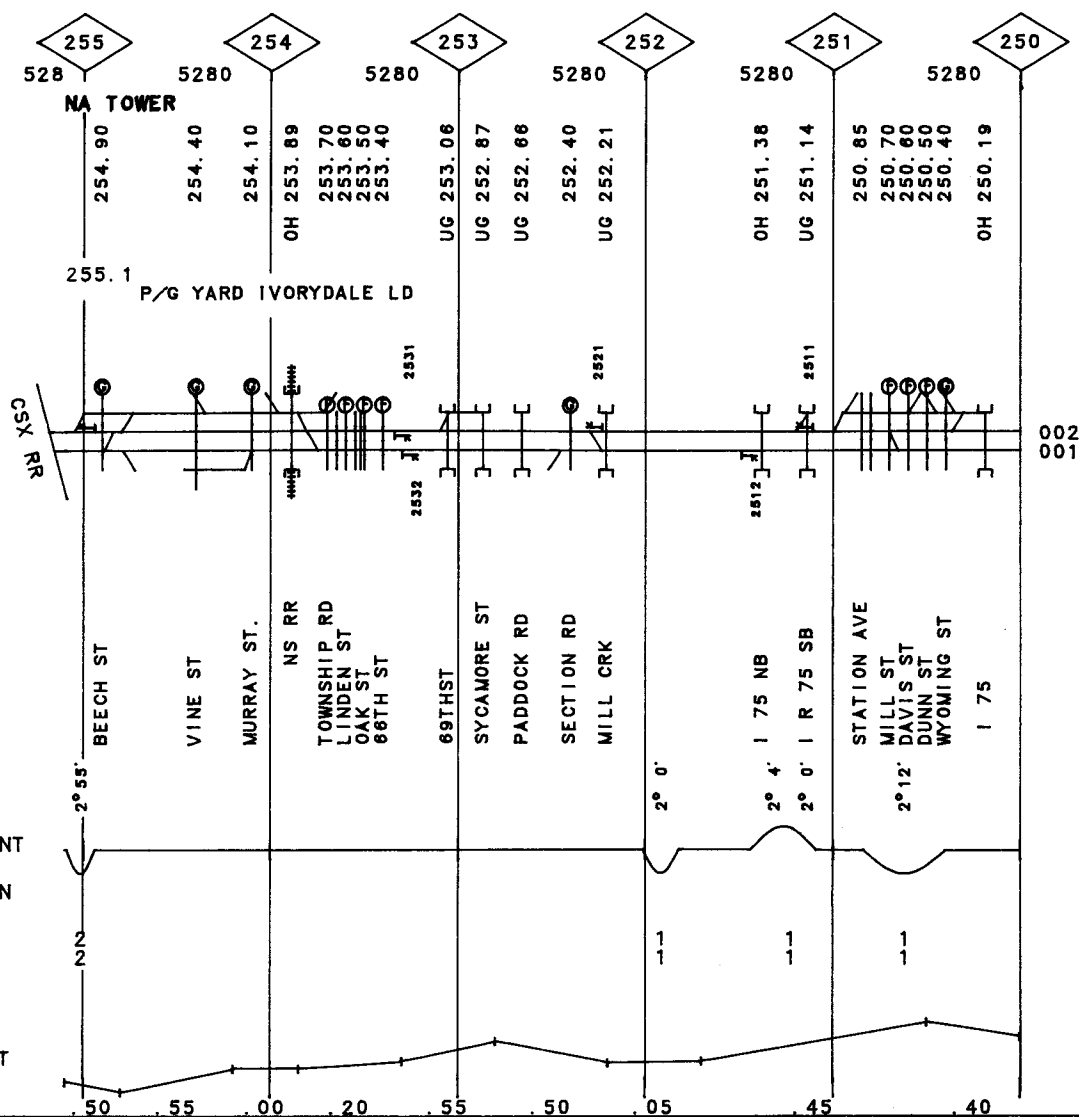 255 254 253 252 251 250
528 5280 5280 5280 5280 5280
NA TOWER
254.90
254.40
254.10
OH 253.89
253.70
253.60
253.50
253.40
UG 253.06
UG 252.87
UG 252.66
252.40
UG 252.21
OH 251.38
UG 251.14
250.85
250.70
250.60
250.50
250.40
OH 250.19
255.1
P/G YARD IVORYDALE LD
2531
2521
2511
G G G F F F F G F F F G
CSX RR
002
001
2532
2512
BEECH ST
VINE ST
MURRAY ST.
NS RR
TOWNSHIP RD
LINDEN ST
OAK ST
66TH ST
69THST
SYCAMORE ST
PADDOCK RD
SECTION RD
MILL CRK
I 75 NB
I R 75 SB
STATION AVE
MILL ST
DAVIS ST
DUNN ST
WYOMING ST
I 75
2° 55'
2° 0'
2° 4'
2° 0'
2° 12'
NT
N
2 1 1 1
2 1 1 1
T
.50 .55 .00 .20 .55 .50 .05 .45 .40